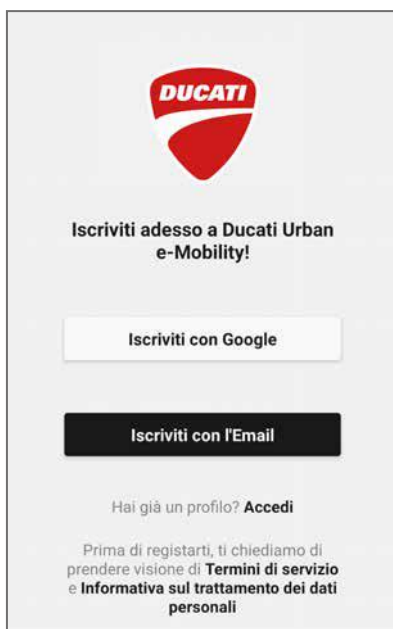 DUCATI
Iscriviti adesso a Ducati Urban
e-Mobility!
Iscriviti con Google
Iscriviti con l'Email
Hai già un profilo? Accedi
Prima di registarti, ti chiediamo di
prendere visione di Termini di servizio
e Informativa sul trattamento dei dati
personali